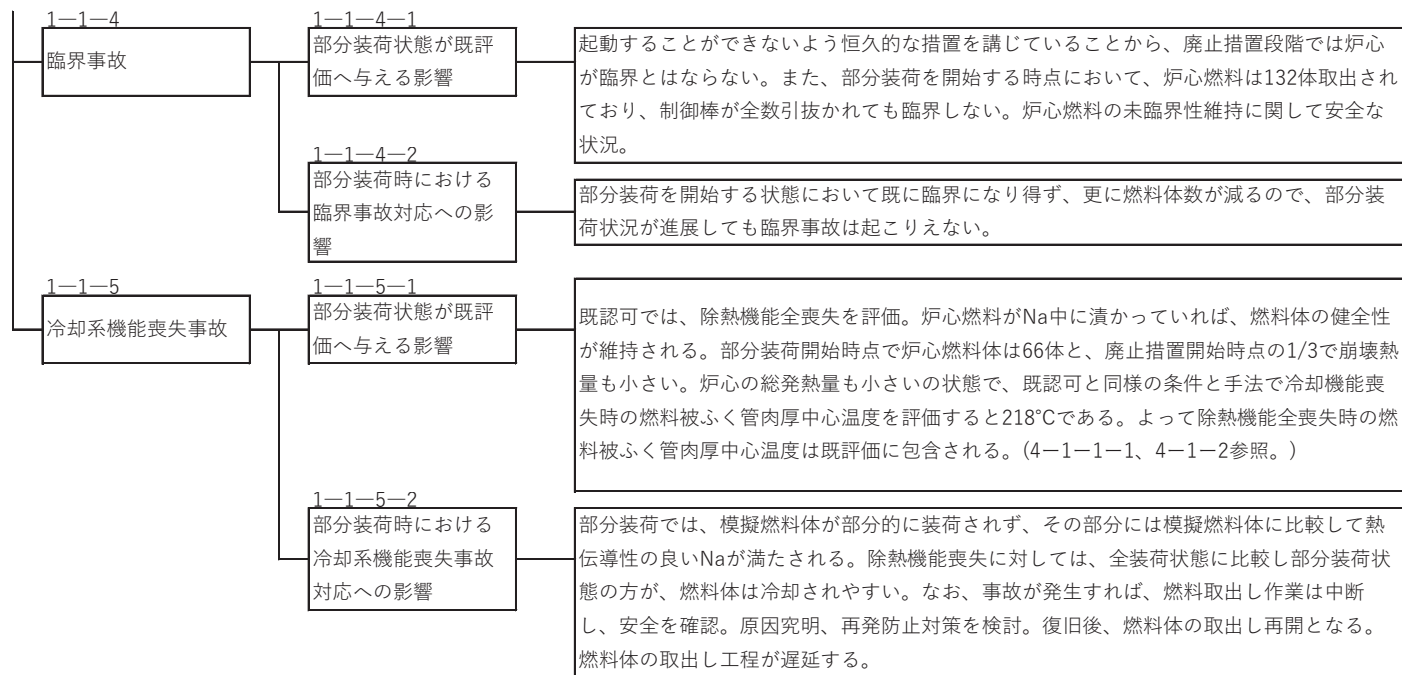 1―1―4
臨界事故
1―1―4―1
部分装荷状態が既評
価へ与える影響
起動することができないよう恒久的な措置を講じていることから、廃止措置段階では炉心
が臨界とはならない。また、部分装荷を開始する時点において、炉心燃料は132体取出され
ており、制御棒が全数引抜かれても臨界しない。炉心燃料の未臨界性維持に関して安全な
状況。
1―1―4―2
部分装荷時における
臨界事故対応への影
響
部分装荷を開始する状態において既に臨界になり得ず、更に燃料体数が減るので、部分装
荷状況が進展しても臨界事故は起こりえない。
1―1―5
冷却系機能喪失事故
1―1―5―1
部分装荷状態が既評
価へ与える影響
既認可では、除熱機能全喪失を評価。炉心燃料がNa中に漬かっていれば、燃料体の健全性
が維持される。部分装荷開始時点で炉心燃料体は66体と、廃止措置開始時点の1/3で崩壊熱
量も小さい。炉心の総発熱量も小さいの状態で、既認可と同様の条件と手法で冷却機能喪
失時の燃料被ふく管肉厚中心温度を評価すると218℃である。よって除熱機能全喪失時の燃
料被ふく管肉厚中心温度は既評価に包含される。(4ー1ー1ー1、4ー1ー2参照。)
1―1―5―2
部分装荷時における
冷却系機能喪失事故
対応への影響
部分装荷では、模擬燃料体が部分的に装荷されず、その部分には模擬燃料体に比較して熱
伝導性の良いNaが満たされる。除熱機能喪失に対しては、全装荷状態に比較し部分装荷状
態の方が、燃料体は冷却されやすい。なお、事故が発生すれば、燃料取出し作業は中断
し、安全を確認。原因究明、再発防止対策を検討。復旧後、燃料体の取出し再開となる。
燃料体の取出し工程が遅延する。